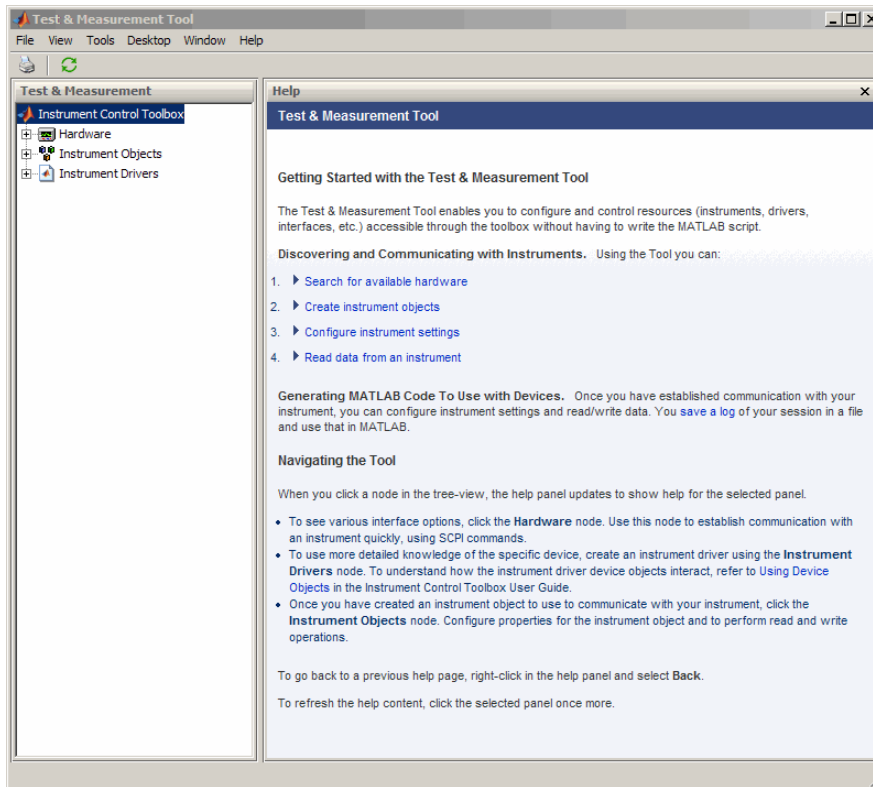 Test & Measurement Tool
File View Tools Desktop Window Help
Test & Measurement
Instrument Control Toolbox
Hardware
Instrument Objects
Instrument Drivers
Help
Test & Measurement Tool
Getting Started with the Test & Measurement Tool
The Test & Measurement Tool enables you to configure and control resources (instruments, drivers,
interfaces, etc.) accessible through the toolbox without having to write the MATLAB script.
Discovering and Communicating with Instruments. Using the Tool you can:
1. Search for available hardware
2. Create instrument objects
3. Configure instrument settings
4. Read data from an instrument
Generating MATLAB Code To Use with Devices. Once you have established communication with your
instrument, you can configure instrument settings and read/write data. You save a log of your session in a file
and use that in MATLAB.
Navigating the Tool
When you click a node in the tree-view, the help panel updates to show help for the selected panel.
• To see various interface options, click the Hardware node. Use this node to establish communication with
an instrument quickly, using SCPI commands.
• To use more detailed knowledge of the specific device, create an instrument driver using the Instrument
Drivers node. To understand how the instrument driver device objects interact, refer to Using Device
Objects in the Instrument Control Toolbox User Guide.
• Once you have created an instrument object to use to communicate with your instrument, click the
Instrument Objects node. Configure properties for the instrument object and to perform read and write
operations.
To go back to a previous help page, right-click in the help panel and select Back.
To refresh the help content, click the selected panel once more.